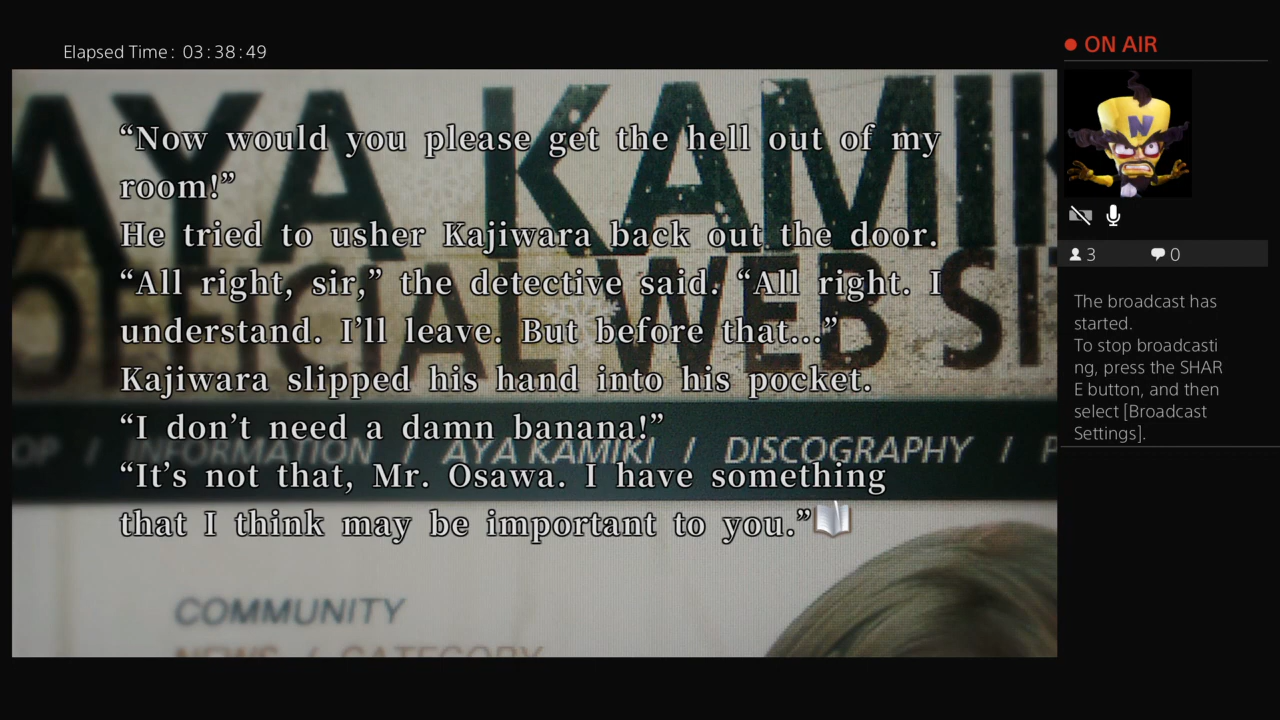 Elapsed Time: 03:38:49
ON AIR
AYA KAMIK
OFFICIAL WEB SI
“Now would you please get the hell out of my
room!”
He tried to usher Kajiwara back out the door.
“All right, sir,” the detective said. “All right. I
understand. I’ll leave. But before that...”
Kajiwara slipped his hand into his pocket.
“I don’t need a damn banana!”
“It’s not that, Mr. Osawa. I have something
that I think may be important to you.”
OP / INFORMATION / AYA KAMIKI / DISCOGRAPHY / P
COMMUNITY
NEWS / CATEGORY
N
3 0
The broadcast has
started.
To stop broadcasti
ng, press the SHAR
E button, and then
select [Broadcast
Settings].